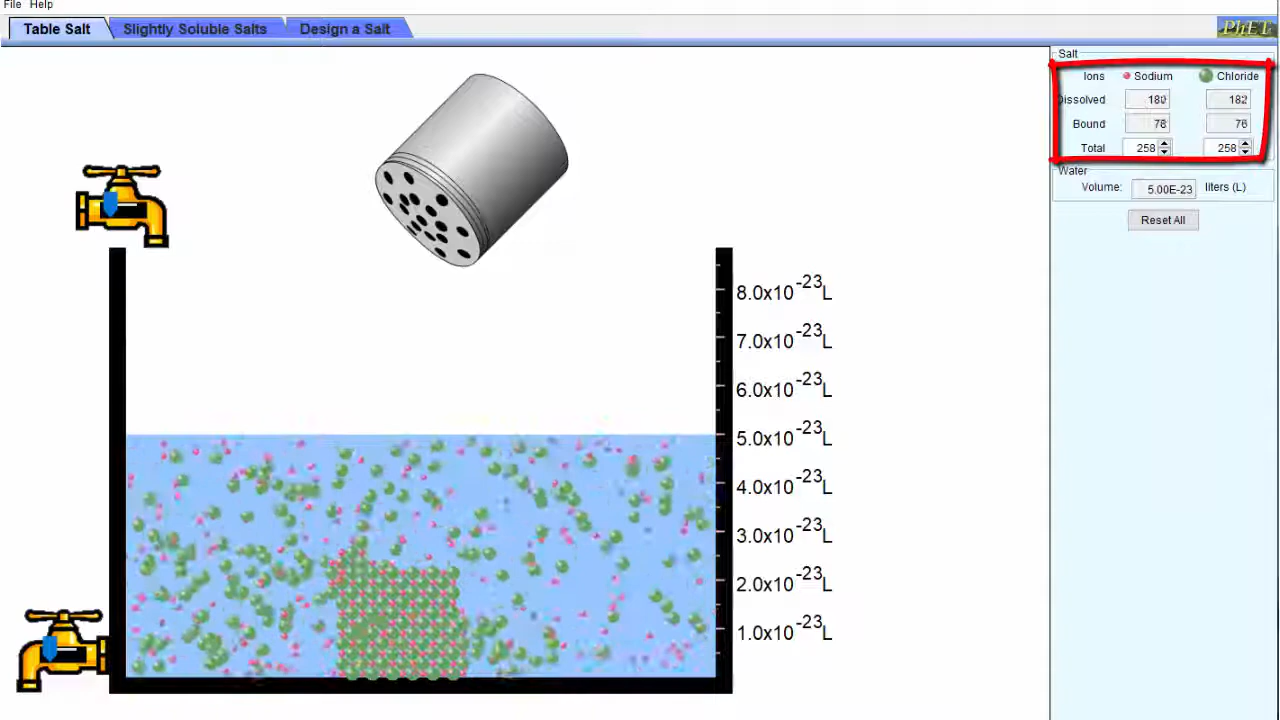 File Help
Table Salt Slightly Soluble Salts Design a Salt
PhET
Salt
Ions Sodium Chloride
Dissolved 180 182
Bound 78 76
Total 258 258
Water
Volume: 5.00E-23 liters (L)
Reset All
8.0x10-23L
7.0x10-23L
6.0x10-23L
5.0x10-23L
4.0x10-23L
3.0x10-23L
2.0x10-23L
1.0x10-23L